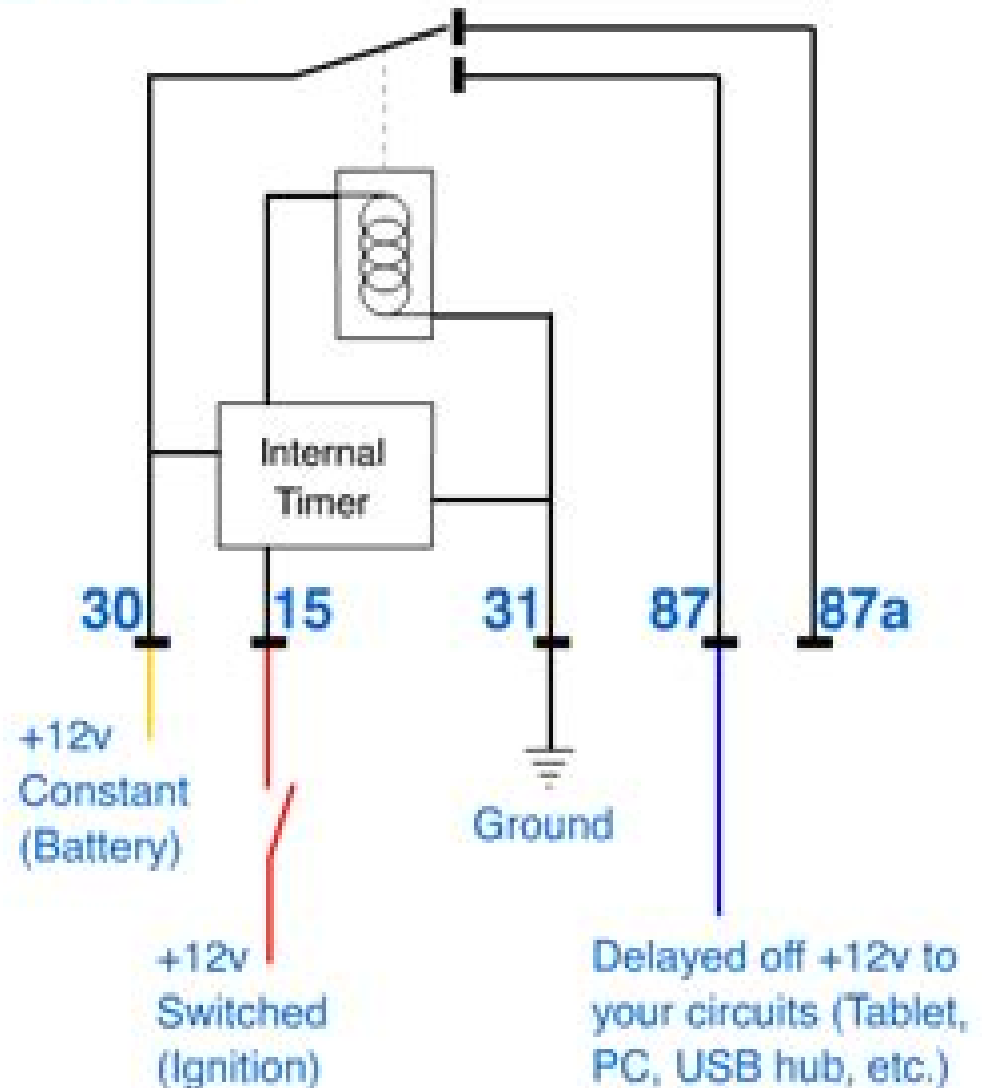 Internal
Timer
30
15
31
87
87a
+12v
Constant
(Battery)
Ground
+12v
Switched
(Ignition)
Delayed off +12v to
your circuits (Tablet,
PC, USB hub, etc.)